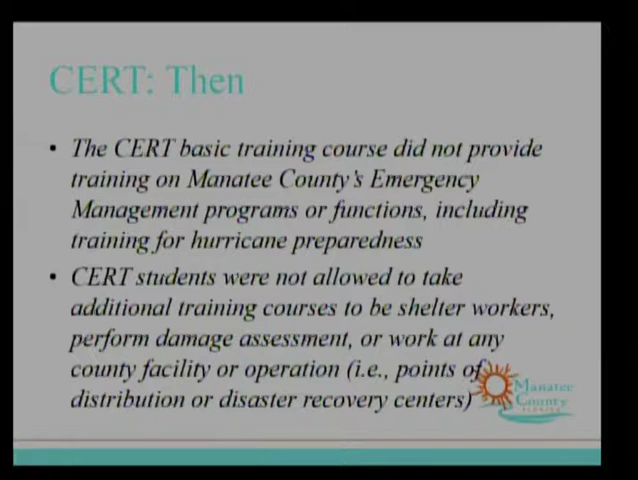 CERT: Then
• The CERT basic training course did not provide
training on Manatee County's Emergency
Management programs or functions, including
training for hurricane preparedness
• CERT students were not allowed to take
additional training courses to be shelter workers,
perform damage assessment, or work at any
county facility or operation (i.e., points of
distribution or disaster recovery centers)
Manatee
County
FLORIDA